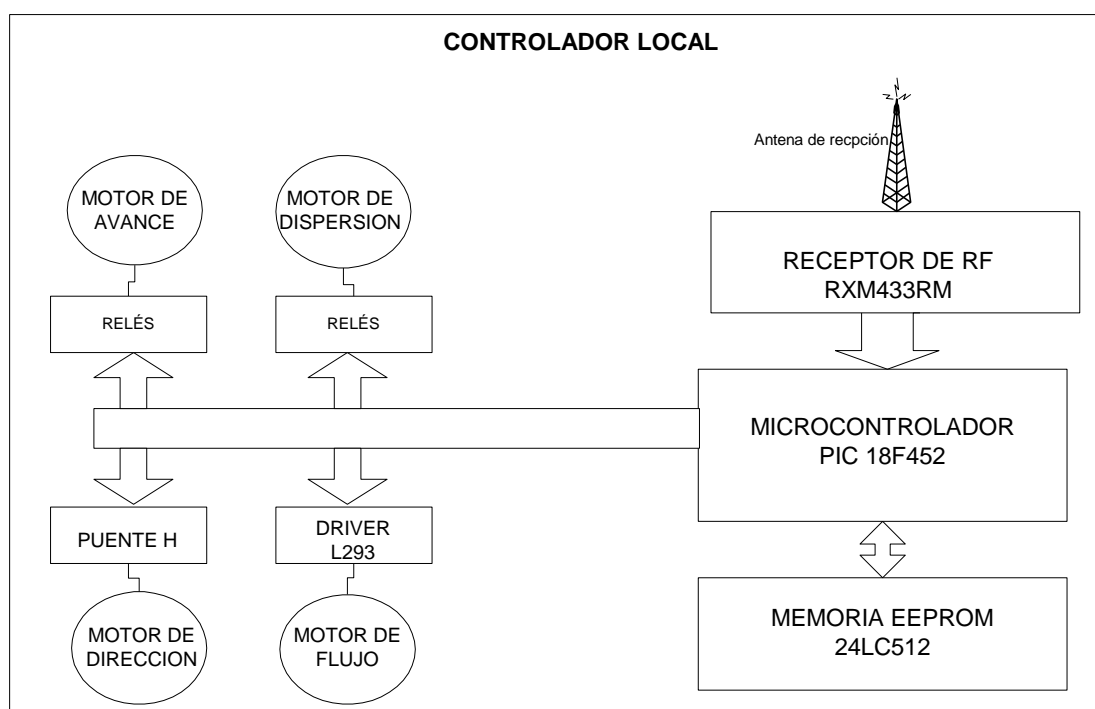 CONTROLADOR LOCAL
Antena de recpción
MOTOR DE
AVANCE
MOTOR DE
DISPERSION
RECEPTOR DE RF
RXM433RM
RELÉS
RELÉS
MICROCONTROLADOR
PIC 18F452
PUENTE H
DRIVER
L293
MEMORIA EEPROM
24LC512
MOTOR DE
DIRECCION
MOTOR DE
FLUJO